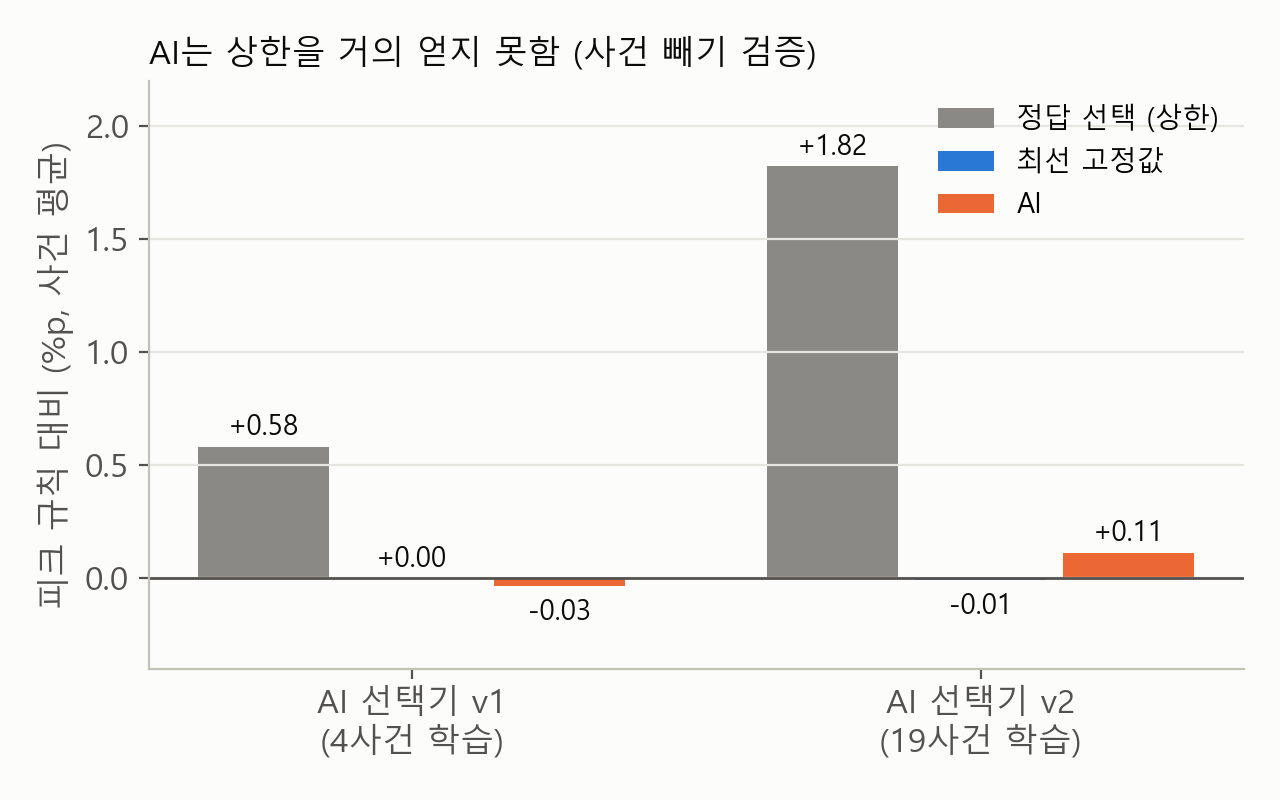 AI는 상한을 거의 얻지 못함 (사건 빼기 검증)
피크 규칙 대비 (%p, 사건 평균)
2.0
1.5
1.0
0.5
0.0
정답 선택 (상한)
최선 고정값
AI
+0.58
+0.00
-0.03
+1.82
-0.01
+0.11
AI 선택기 v1
(4사건 학습)
AI 선택기 v2
(19사건 학습)